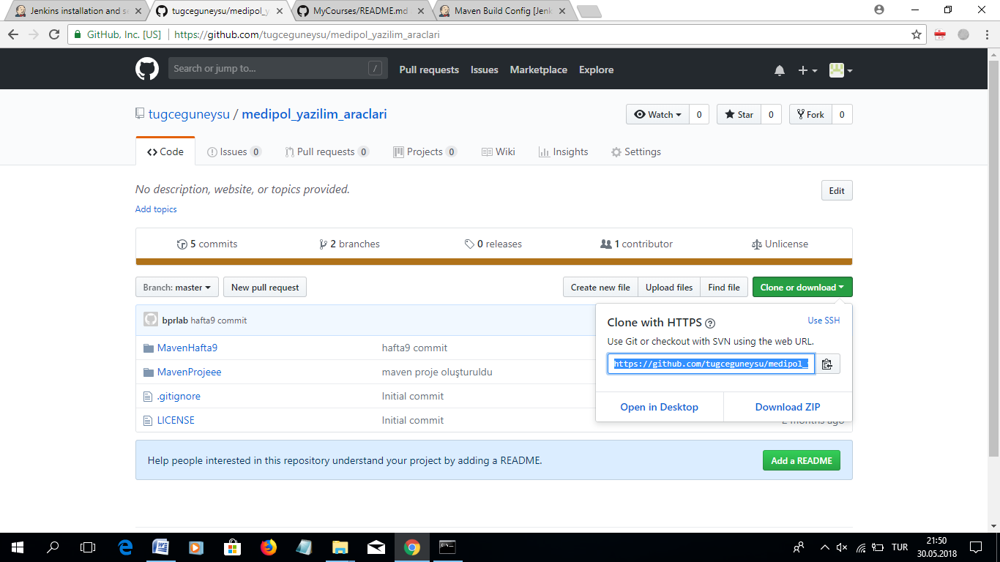 Jenkins installation and se
tugceguneysu/medipol_y
MyCourses/README.md
Maven Build Config [Jenk
GitHub, Inc. [US]
https://github.com/tugceguneysu/medipol_yazilim_araclari
Search or jump to... /
Pull requests Issues Marketplace Explore
tugceguneysu / medipol_yazilim_araclari
Watch 0 Star 0 Fork 0
Code Issues 0 Pull requests 0 Projects 0 Wiki Insights Settings
No description, website, or topics provided.
Edit
Add topics
5 commits 2 branches 0 releases 1 contributor Unlicense
Branch: master New pull request Create new file Upload files Find file Clone or download
bprlab hafta9 commit
MavenHafta9 hafta9 commit
MavenProjeee maven proje oluşturuldu
.gitignore Initial commit
LICENSE Initial commit 2 months ago
Clone with HTTPS ?
Use SSH
Use Git or checkout with SVN using the web URL.
https://github.com/tugceguneysu/medipol_
Open in Desktop Download ZIP
Help people interested in this repository understand your project by adding a README.
Add a README
TUR
21:50
30.05.2018